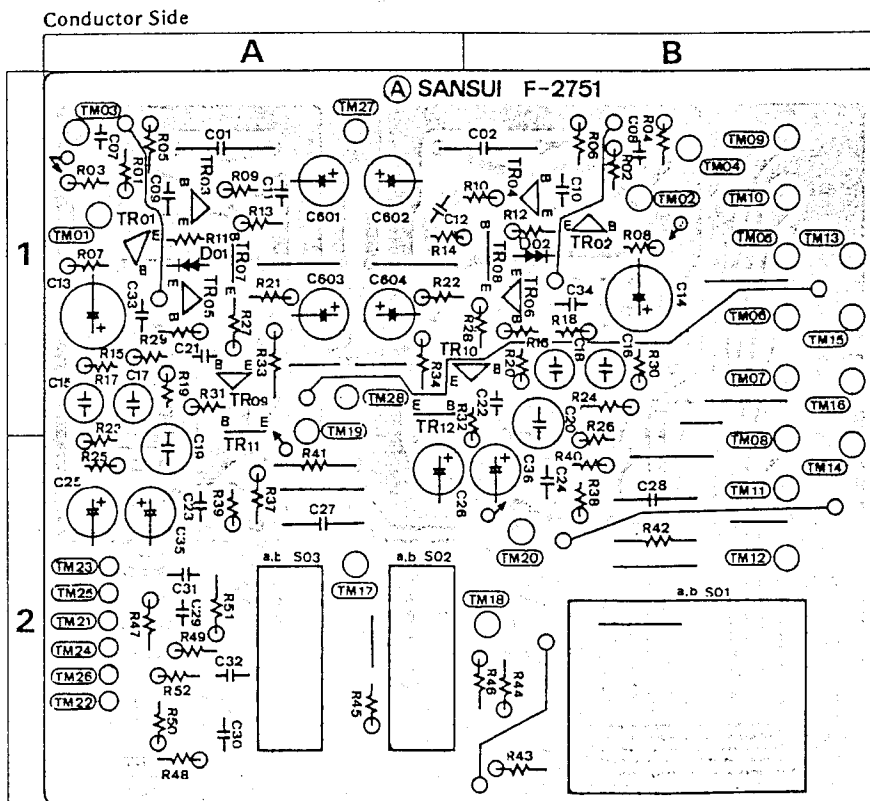 Conductor Side
A B
Ⓐ SANSUI F-2751
TM03 TM27
C07 R05 C01 C02 R06 C08 R04 TM09
R03 R01 C09 TR03 R09 C11 C601 C602 R10 TR04 C10 R02 TM04
TM02 TM10
TM01 TR01 E B B E R13 C12 R12 B E TR02
R11 D01 B TR07 E R14 B TR08 E D02 E B R08 TM05 TM13
1
R07 C13 C33 E TR05 B R21 C603 C604 R22 E TR06 B C34 C14
R29 R27 R28 R16 R18 TM06 TM15
R15 C21 R33 TR10 R20 C18 C16 R30
R17 B E R34 B E TM07
C15 C17 R19 R31 TR09 TM28 C22 R24 TM16
R23 B E TR11 TM19 B E TR12 R32 C20 R26 TM08
R25 C19 R41 R40 TM14
C25 C35 C23 R39 R37 C27 C26 C36 C24 R38 C28 TM11
R42
TM20 TM12
TM23 a.b S03 TM17 a.b S02
TM25 C31 TM18 a.b S01
2
TM21 R47 C29 R51
TM24 R49
TM26 R52 C32 R46 R44
TM22 R45
R50 C30
R48 R43